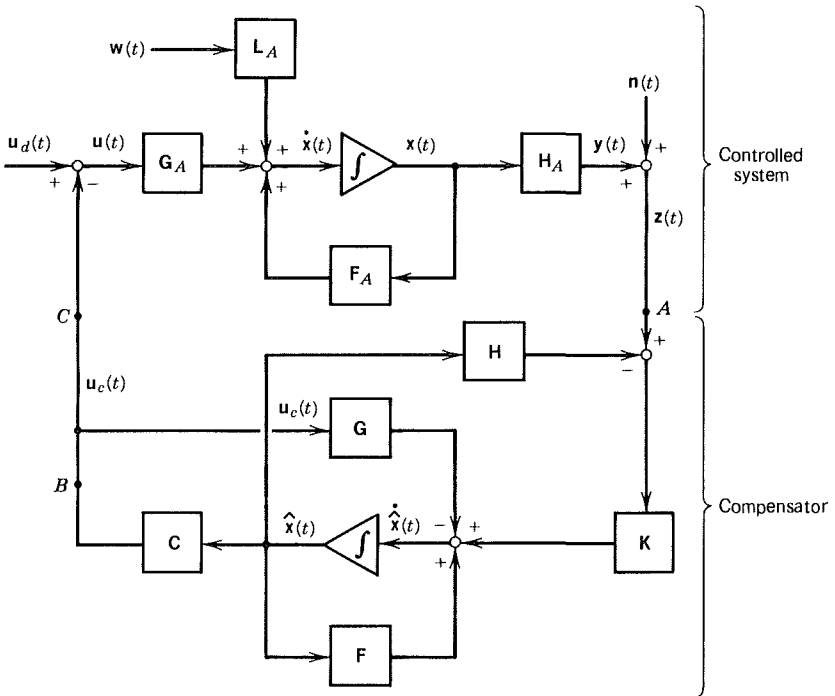 w(t)
L_A
n(t)
u_d(t)
u(t)
G_A
ẋ(t)
∫
x(t)
H_A
y(t)
+
−
+
+
+
+
+
Controlled
system
z(t)
F_A
C
A
H
+
−
u_c(t)
u_c(t)
G
B
Compensator
C
x̂(t)
∫
x̂̇(t)
−
+
+
K
F